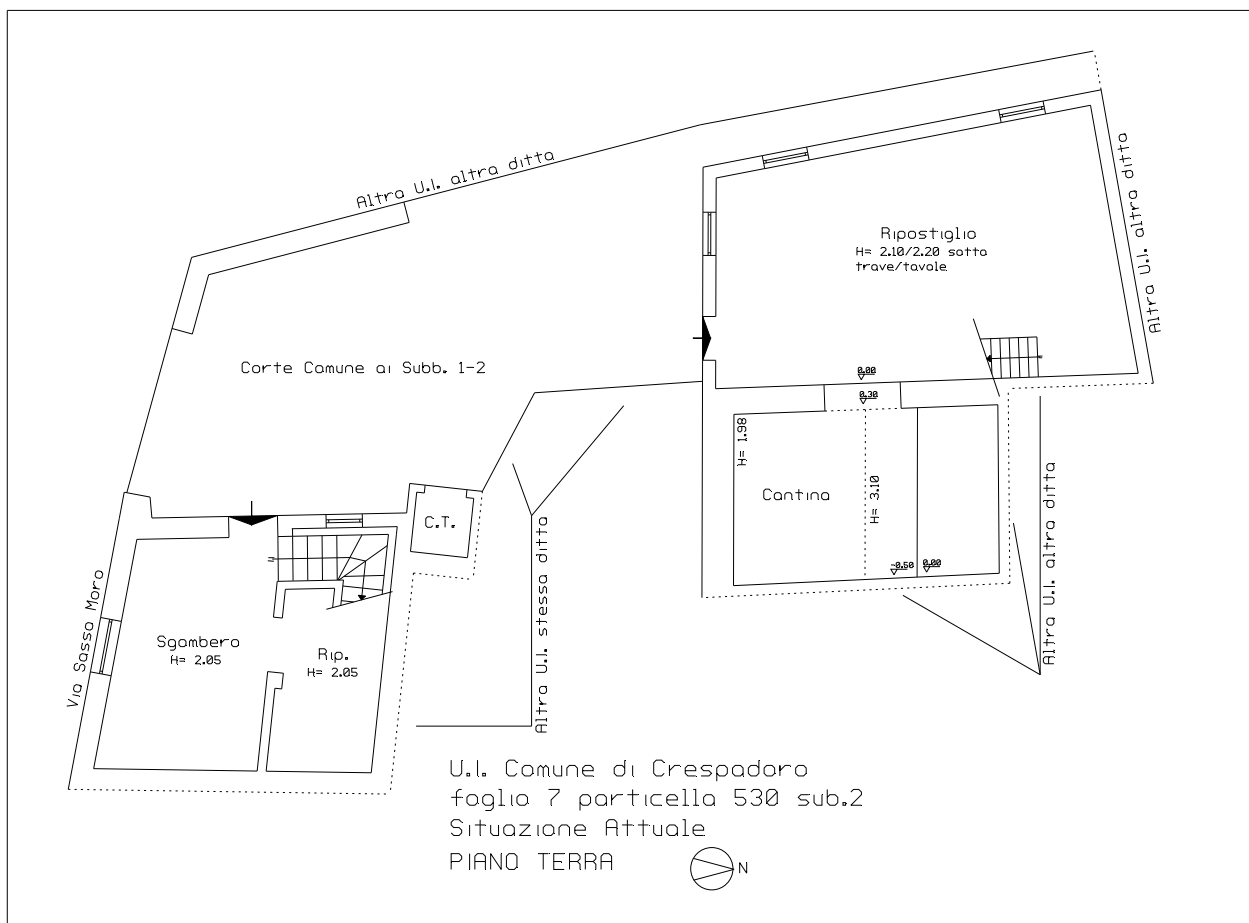 Altra U.I. altra ditta
Altra U.I. altra ditta
Ripostiglio
H= 2.10/2.20 sotto
trave/tavole
Corte Comune ai Subb. 1-2
0.00
0.30
H= 1.98
Cantina
H= 3.10
-0.50
0.00
C.T.
Via Sasso Moro
Sgombero
H= 2.05
Rip.
H= 2.05
Altra U.I. stessa ditta
Altra U.I. altra ditta
U.I. Comune di Crespadoro
foglio 7 particella 530 sub.2
Situazione Attuale
PIANO TERRA
N